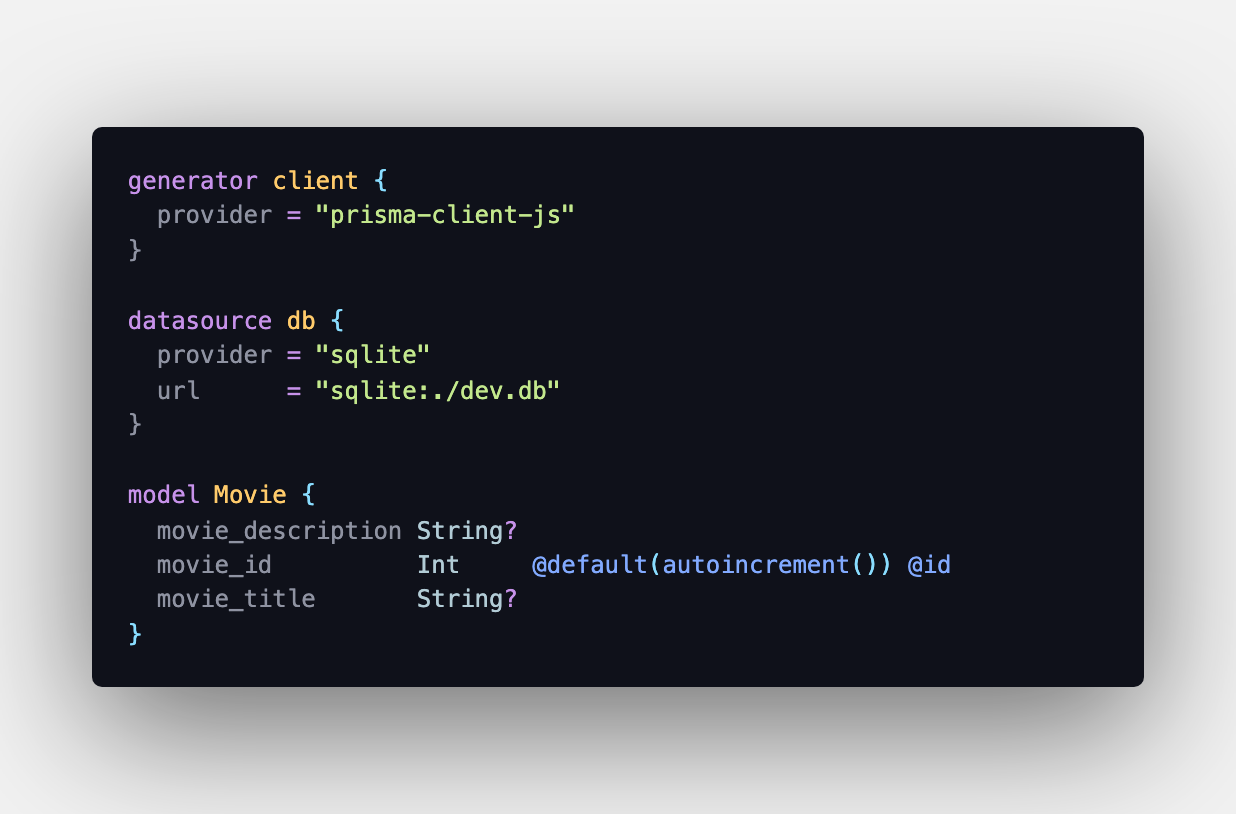 generator client {
  provider = "prisma-client-js"
}

datasource db {
  provider = "sqlite"
  url      = "sqlite:./dev.db"
}

model Movie {
  movie_description String?
  movie_id          Int     @default(autoincrement()) @id
  movie_title       String?
}